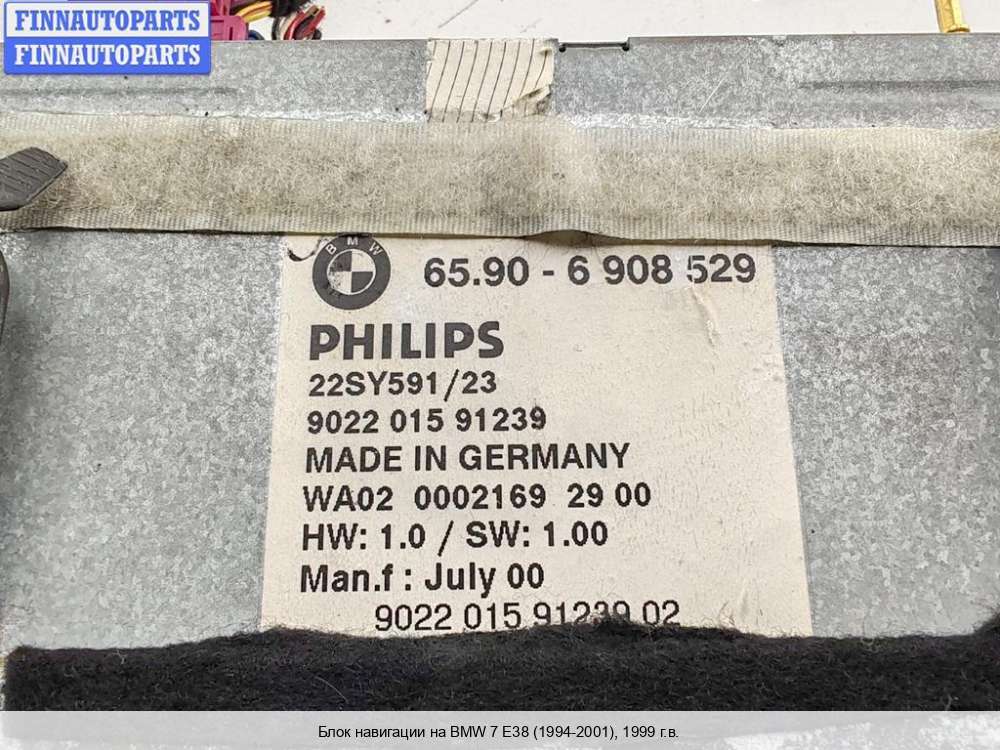 FINNAUTOPARTS
FINNAUTOPARTS
BMW
65.90 - 6 908 529
PHILIPS
22SY591/23
9022 015 91239
MADE IN GERMANY
WA02 0002169 29 00
HW: 1.0 / SW: 1.00
Man.f : July 00
9022 015 91239 02
Блок навигации на BMW 7 E38 (1994-2001), 1999 г.в.